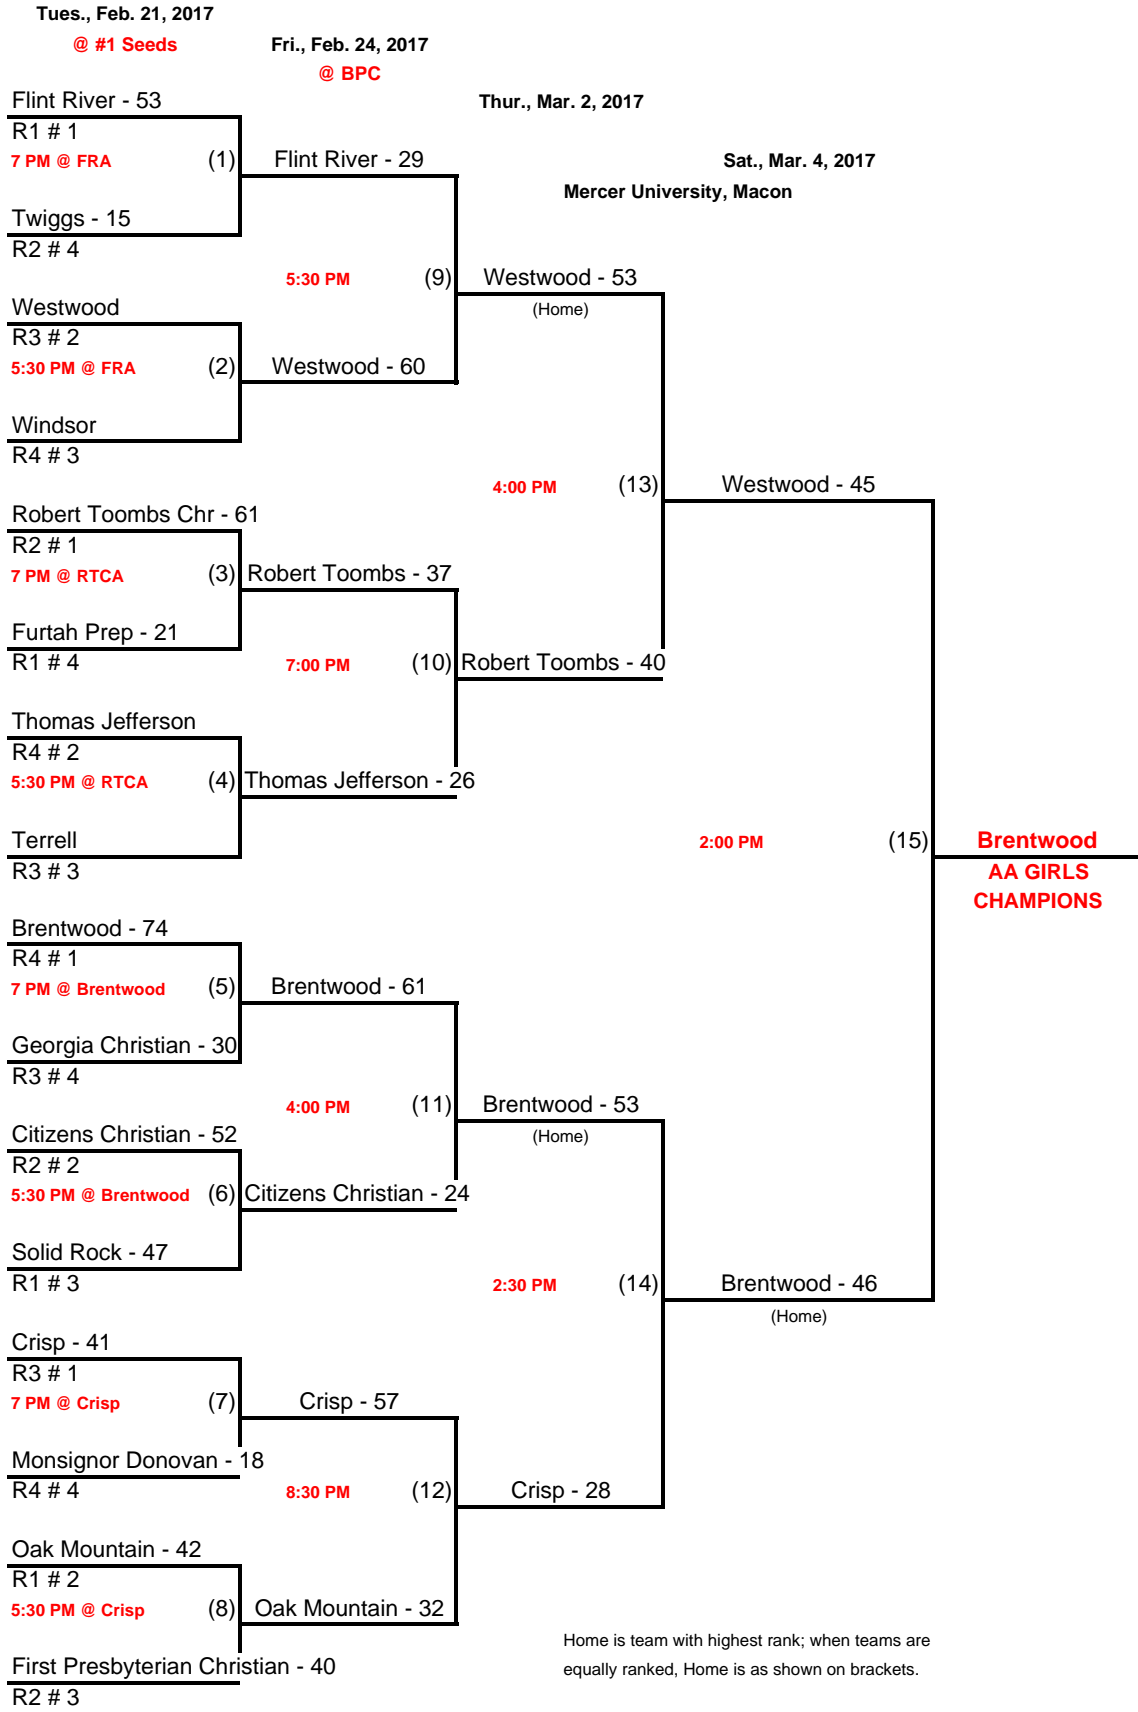 Tues., Feb. 21, 2017
@ #1 Seeds
Fri., Feb. 24, 2017
@ BPC
Thur., Mar. 2, 2017
Sat., Mar. 4, 2017
Mercer University, Macon
Flint River - 53
R1 # 1
7 PM @ FRA
(1)
Flint River - 29
Twiggs - 15
R2 # 4
5:30 PM
(9)
Westwood - 53
(Home)
Westwood
R3 # 2
5:30 PM @ FRA
(2)
Westwood - 60
Windsor
R4 # 3
4:00 PM
(13)
Westwood - 45
Robert Toombs Chr - 61
R2 # 1
7 PM @ RTCA
(3)
Robert Toombs - 37
Furtah Prep - 21
R1 # 4
7:00 PM
(10)
Robert Toombs - 40
Thomas Jefferson
R4 # 2
5:30 PM @ RTCA
(4)
Thomas Jefferson - 26
Terrell
R3 # 3
2:00 PM
(15)
Brentwood
AA GIRLS
CHAMPIONS
Brentwood - 74
R4 # 1
7 PM @ Brentwood
(5)
Brentwood - 61
Georgia Christian - 30
R3 # 4
4:00 PM
(11)
Brentwood - 53
(Home)
Citizens Christian - 52
R2 # 2
5:30 PM @ Brentwood
(6)
Citizens Christian - 24
Solid Rock - 47
R1 # 3
2:30 PM
(14)
Brentwood - 46
(Home)
Crisp - 41
R3 # 1
7 PM @ Crisp
(7)
Crisp - 57
Monsignor Donovan - 18
R4 # 4
8:30 PM
(12)
Crisp - 28
Oak Mountain - 42
R1 # 2
5:30 PM @ Crisp
(8)
Oak Mountain - 32
First Presbyterian Christian - 40
R2 # 3
Home is team with highest rank; when teams are
equally ranked, Home is as shown on brackets.